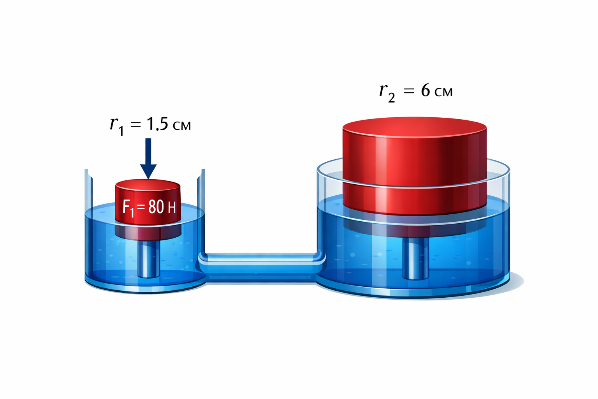 r₂ = 6 см
r₁ = 1.5 см
F₁ = 80 Н